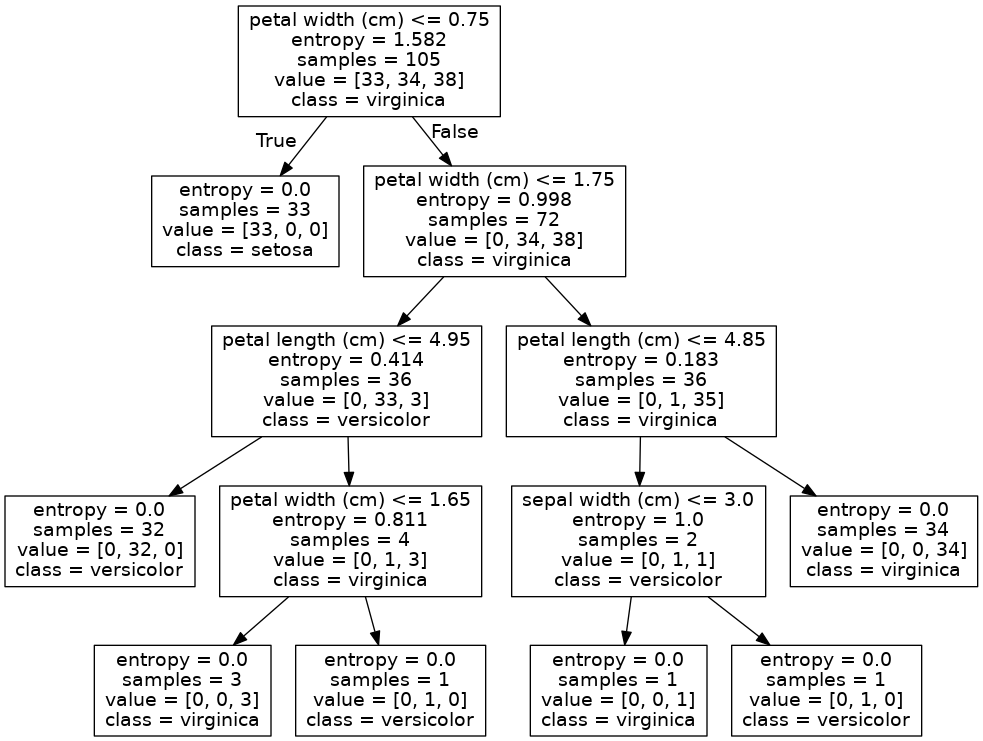 petal width (cm) <= 0.75
entropy = 1.582
samples = 105
value = [33, 34, 38]
class = virginica
True
False
entropy = 0.0
samples = 33
value = [33, 0, 0]
class = setosa
petal width (cm) <= 1.75
entropy = 0.998
samples = 72
value = [0, 34, 38]
class = virginica
petal length (cm) <= 4.95
entropy = 0.414
samples = 36
value = [0, 33, 3]
class = versicolor
petal length (cm) <= 4.85
entropy = 0.183
samples = 36
value = [0, 1, 35]
class = virginica
entropy = 0.0
samples = 32
value = [0, 32, 0]
class = versicolor
petal width (cm) <= 1.65
entropy = 0.811
samples = 4
value = [0, 1, 3]
class = virginica
sepal width (cm) <= 3.0
entropy = 1.0
samples = 2
value = [0, 1, 1]
class = versicolor
entropy = 0.0
samples = 34
value = [0, 0, 34]
class = virginica
entropy = 0.0
samples = 3
value = [0, 0, 3]
class = virginica
entropy = 0.0
samples = 1
value = [0, 1, 0]
class = versicolor
entropy = 0.0
samples = 1
value = [0, 0, 1]
class = virginica
entropy = 0.0
samples = 1
value = [0, 1, 0]
class = versicolor